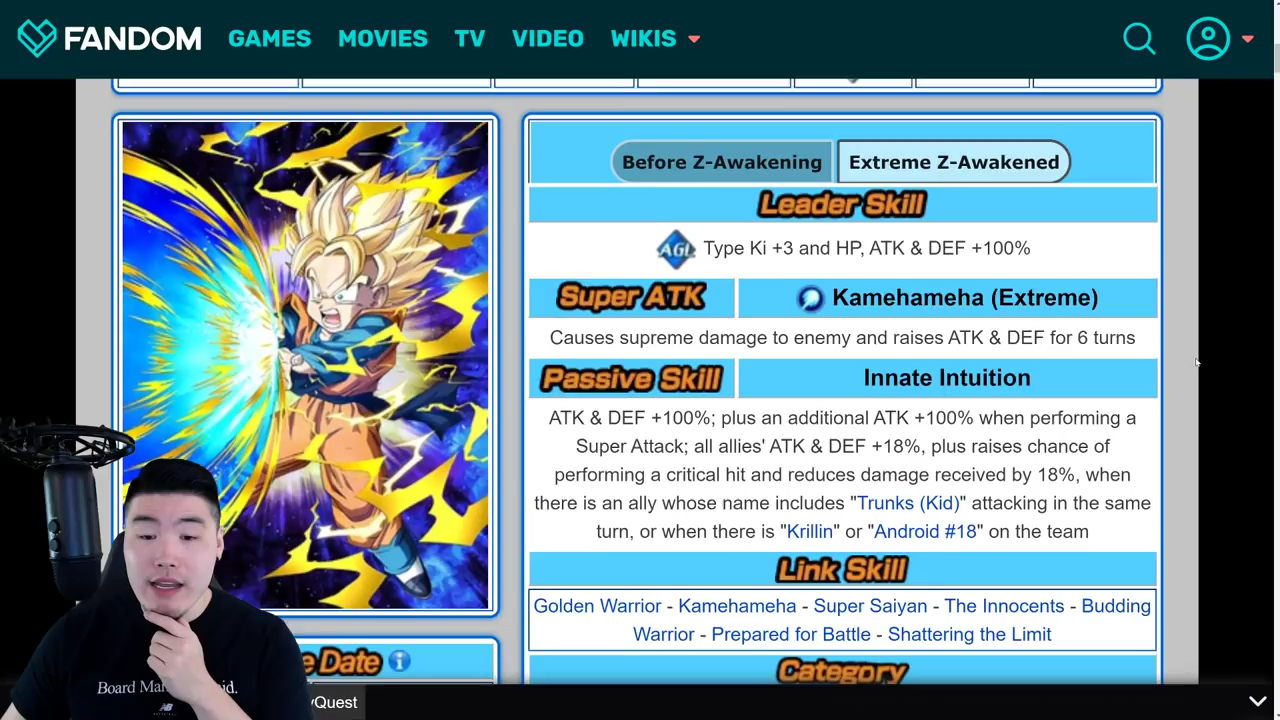 FANDOM GAMES MOVIES TV VIDEO WIKIS
Before Z-Awakening Extreme Z-Awakened
Leader Skill
AGL Type Ki +3 and HP, ATK & DEF +100%
Super ATK Kamehameha (Extreme)
Causes supreme damage to enemy and raises ATK & DEF for 6 turns
Passive Skill Innate Intuition
ATK & DEF +100%; plus an additional ATK +100% when performing a
Super Attack; all allies' ATK & DEF +18%, plus raises chance of
performing a critical hit and reduces damage received by 18%, when
there is an ally whose name includes "Trunks (Kid)" attacking in the same
turn, or when there is "Krillin" or "Android #18" on the team
Link Skill
Golden Warrior - Kamehameha - Super Saiyan - The Innocents - Budding
Warrior - Prepared for Battle - Shattering the Limit
Category
Date
Board
NB
Quest